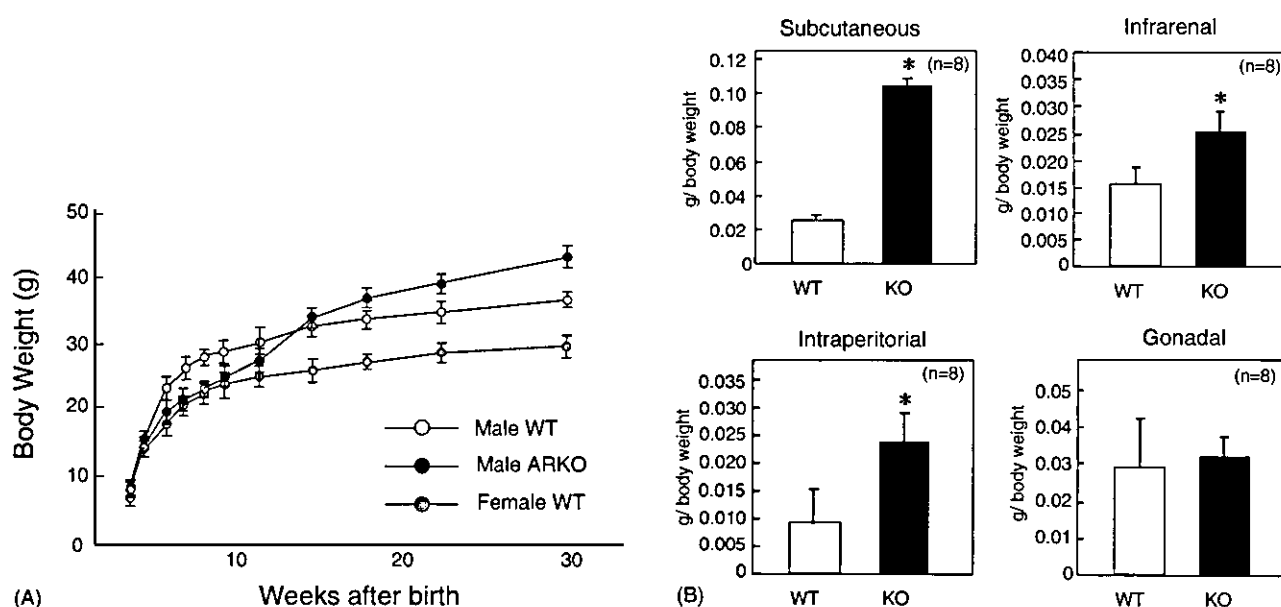 50
40
30
20
10
0
Body Weight (g)
Male WT
Male ARKO
Female WT
10
20
30
Weeks after birth
(A)
Subcutaneous
(n=8)
*
0.12
0.10
0.08
0.06
0.04
0.02
0
g/ body weight
WT
KO
Infrarenal
(n=8)
*
0.040
0.035
0.030
0.025
0.020
0.015
0.010
0.005
0
g/ body weight
WT
KO
Intraperitorial
(n=8)
*
0.035
0.030
0.025
0.020
0.015
0.010
0.005
0
g/ body weight
WT
KO
Gonadal
(n=8)
0.05
0.04
0.03
0.02
0.01
0
g/ body weight
WT
KO
(B)